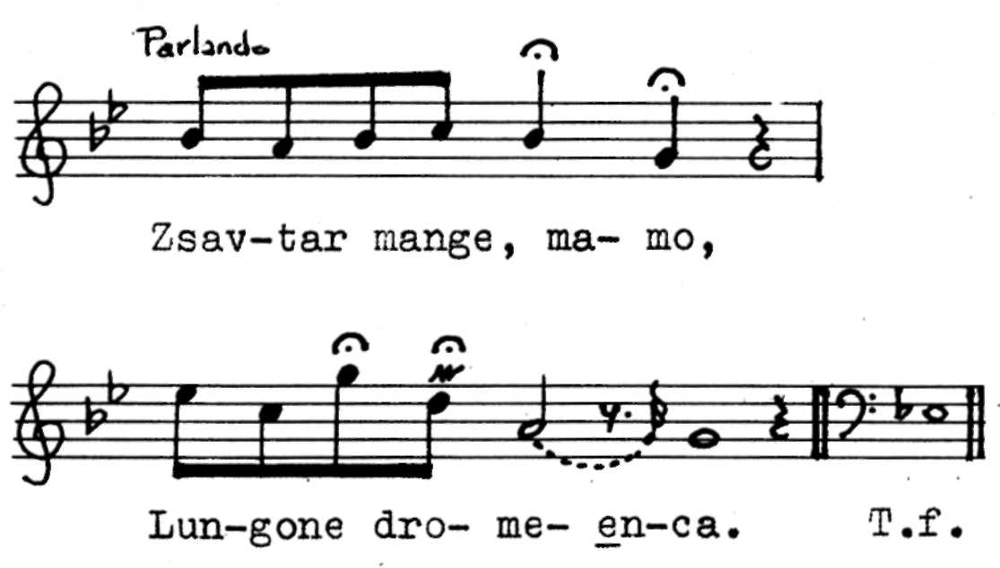 Parlando
Zsav-tar mange, ma- mo,
Lun-gone dro- me- en-ca. T.f.